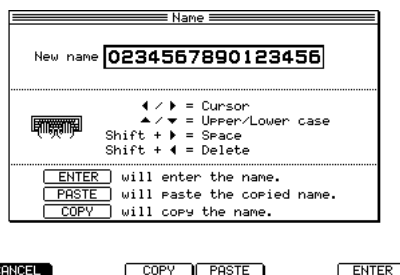 Name
New name 0234567890123456
◀ / ▶ = Cursor
▲ / ▼ = Upper/Lower case
Shift + ▶ = Space
Shift + ◀ = Delete
ENTER will enter the name.
PASTE will paste the copied name.
COPY will copy the name.
CANCEL COPY PASTE ENTER